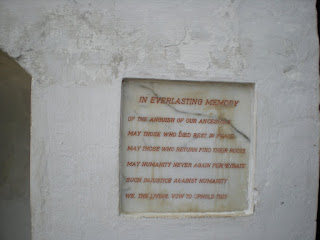 IN EVERLASTING MEMORY
OF THE ANGUISH OF OUR ANCESTORS
MAY THOSE WHO DIED REST IN PEACE
MAY THOSE WHO RETURN FIND THEIR ROOTS
MAY HUMANITY NEVER AGAIN PERPETRATE
SUCH INJUSTICE AGAINST HUMANITY
WE, THE LIVING, VOW TO UPHOLD THIS